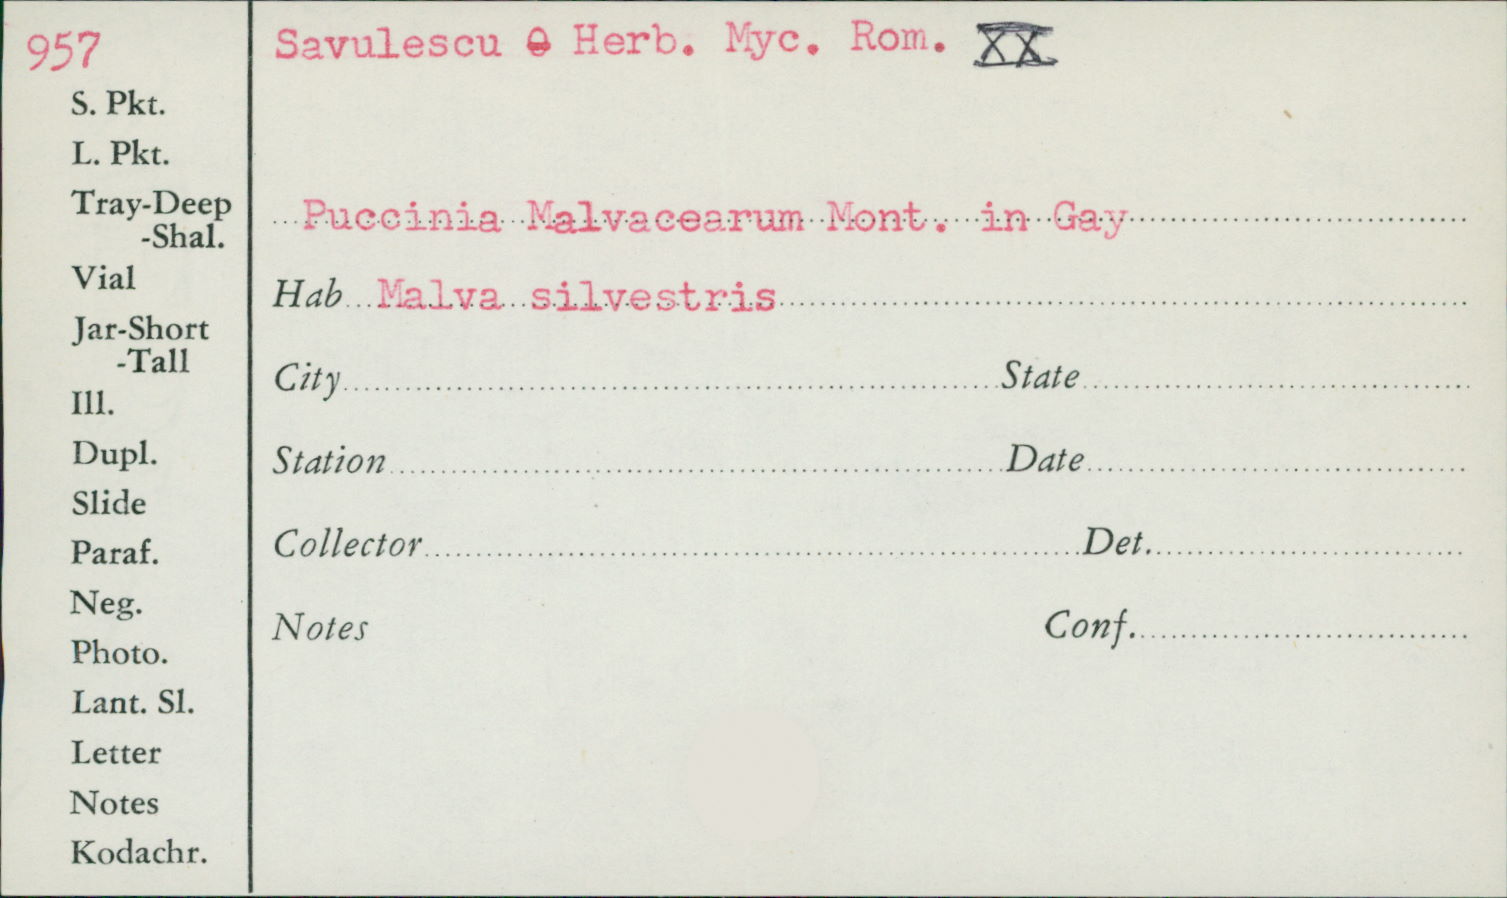 957
Savulescu Herb. Myc. Rom. XX
S. Pkt.
L. Pkt.
Tray-Deep
-Shal.
Vial
Jar-Short
-Tall
Ill.
Dupl.
Slide
Paraf.
Neg.
Photo.
Lant. Sl.
Letter
Notes
Kodachr.
Puccinia Malvacearum Mont. in Gay
Hab Malva silvestris
City State
Station Date
Collector Det.
Notes Conf.